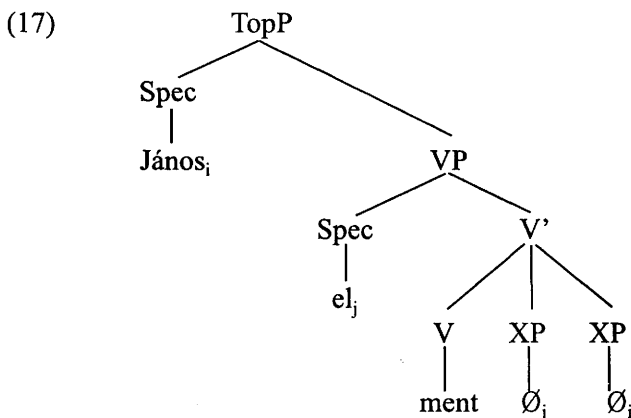 (17) TopP
Spec
Jánosᵢ VP
Spec V’
elⱼ
V XP XP
ment Øᵢ Øⱼ